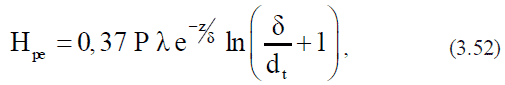 H_pe = 0,37 P λ e^(-z/δ) ln(δ/d_t + 1), (3.52)